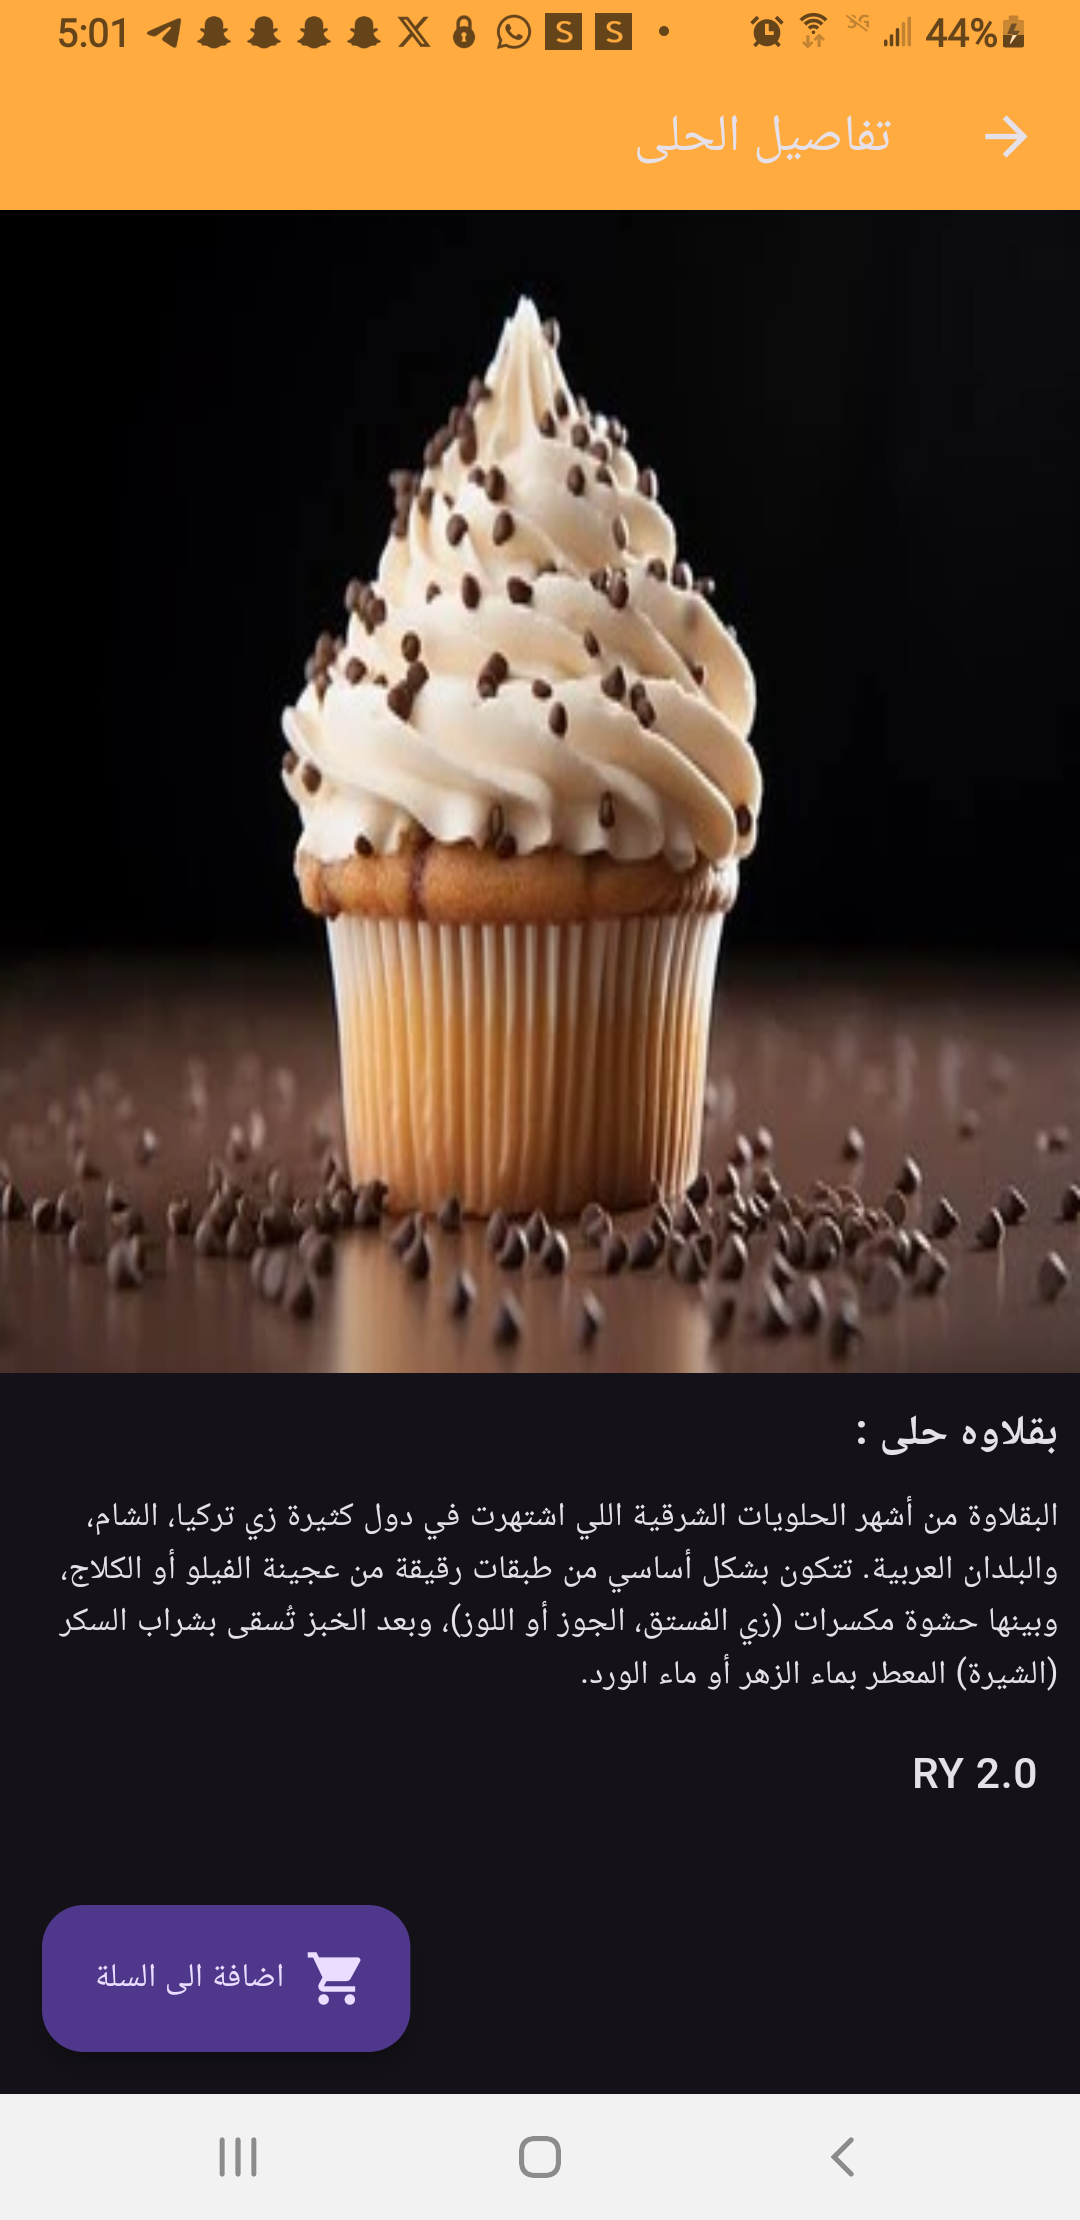 5:01
44%
تفاصيل الحلى
بقلاوه حلى :
البقلاوة من أشهر الحلويات الشرقية اللي اشتهرت في دول كثيرة زي تركيا، الشام،
والبلدان العربية. تتكون بشكل أساسي من طبقات رقيقة من عجينة الفيلو أو الكلاج،
وبينها حشوة مكسرات (زي الفستق، الجوز أو اللوز)، وبعد الخبز تُسقى بشراب السكر
(الشيرة) المعطر بماء الزهر أو ماء الورد.
RY 2.0
اضافة الى السلة